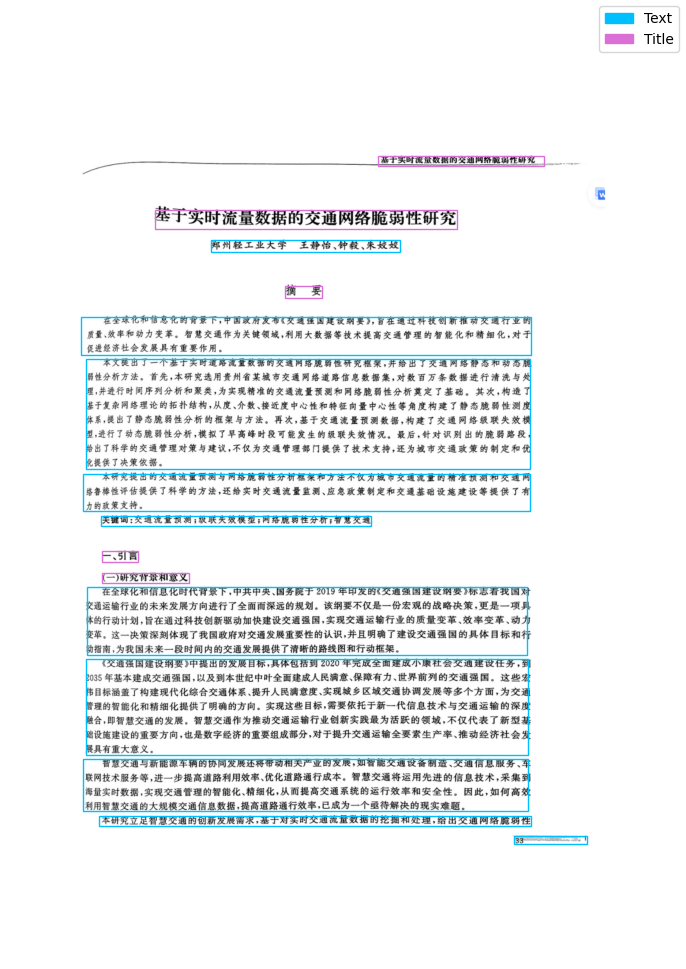 Text
Title
基于实时流量数据的交通网络脆弱性研究
基于实时流量数据的交通网络脆弱性研究
郑州轻工业大学 王静怡、钟毅、朱姣姣
摘 要
在全球化和信息化的背景下,中国政府发布《交通强国建设纲要》,旨在通过科技创新推动交通行业的
质量、效率和动力变革。智慧交通作为关键领域,利用大数据等技术提高交通管理的智能化和精细化,对于
促进经济社会发展具有重要作用。
本文提出了一个基于实时道路流量数据的交通网络脆弱性研究框架,并给出了交通网络静态和动态脆
弱性分析方法。首先,本研究选用贵州省某城市交通网络道路信息数据集,对数百万条数据进行清洗与处
理,并进行时间序列分析和聚类,为实现精准的交通流量预测和网络脆弱性分析奠定了基础。其次,构造了
基于复杂网络理论的拓扑结构,从度、介数、接近度中心性和特征向量中心性等角度构建了静态脆弱性测度
体系,提出了静态脆弱性分析的框架与方法。再次,基于交通流量预测数据,构建了交通网络级联失效模
型,进行了动态脆弱性分析,模拟了早高峰时段可能发生的级联失效情况。最后,针对识别出的脆弱路段,
给出了科学的交通管理对策与建议,不仅为交通管理部门提供了技术支持,还为城市交通政策的制定和优
化提供了决策依据。
本研究提出的交通流量预测与网络脆弱性分析框架和方法不仅为城市交通流量的精准预测和交通网
络鲁棒性评估提供了科学的方法,还给实时交通流量监测、应急政策制定和交通基础设施建设等提供了有
力的政策支持。
关键词:交通流量预测;级联失效模型;网络脆弱性分析;智慧交通
一、引言
(一)研究背景和意义
在全球化和信息化时代背景下,中共中央、国务院于 2019 年印发的《交通强国建设纲要》标志着我国对
交通运输行业的未来发展方向进行了全面而深远的规划。该纲要不仅是一份宏观的战略决策,更是一项具
体的行动计划,旨在通过科技创新驱动加快建设交通强国,实现交通运输行业的质量变革、效率变革、动力
变革。这一决策深刻体现了我国政府对交通发展重要性的认识,并且明确了建设交通强国的具体目标和行
动指南,为我国未来一段时间内的交通发展提供了清晰的路线图和行动框架。
《交通强国建设纲要》中提出的发展目标,具体包括到 2020 年完成全面建成小康社会交通建设任务,到
2035 年基本建成交通强国,以及到本世纪中叶全面建成人民满意、保障有力、世界前列的交通强国。这些宏
伟目标涵盖了构建现代化综合交通体系、提升人民满意度、实现城乡区域交通协调发展等多个方面,为交通
管理的智能化和精细化提供了明确的方向。实现这些目标,需要依托于新一代信息技术与交通运输的深度
融合,即智慧交通的发展。智慧交通作为推动交通运输行业创新实践最为活跃的领域,不仅代表了新型基
础设施建设的重要方向,也是数字经济的重要组成部分,对于提升交通运输全要素生产率、推动经济社会发
展具有重大意义。
智慧交通与新能源车辆的协同发展还将带动相关产业的发展,如智能交通设备制造、交通信息服务、车
联网技术服务等,进一步提高道路利用效率、优化道路通行成本。智慧交通将运用先进的信息技术,采集到
海量实时数据,实现交通管理的智能化、精细化,从而提高交通系统的运行效率和安全性。因此,如何高效
利用智慧交通的大规模交通信息数据,提高道路通行效率,已成为一个亟待解决的现实难题。
本研究立足智慧交通的创新发展需求,基于对实时交通流量数据的挖掘和处理,给出交通网络脆弱性
33